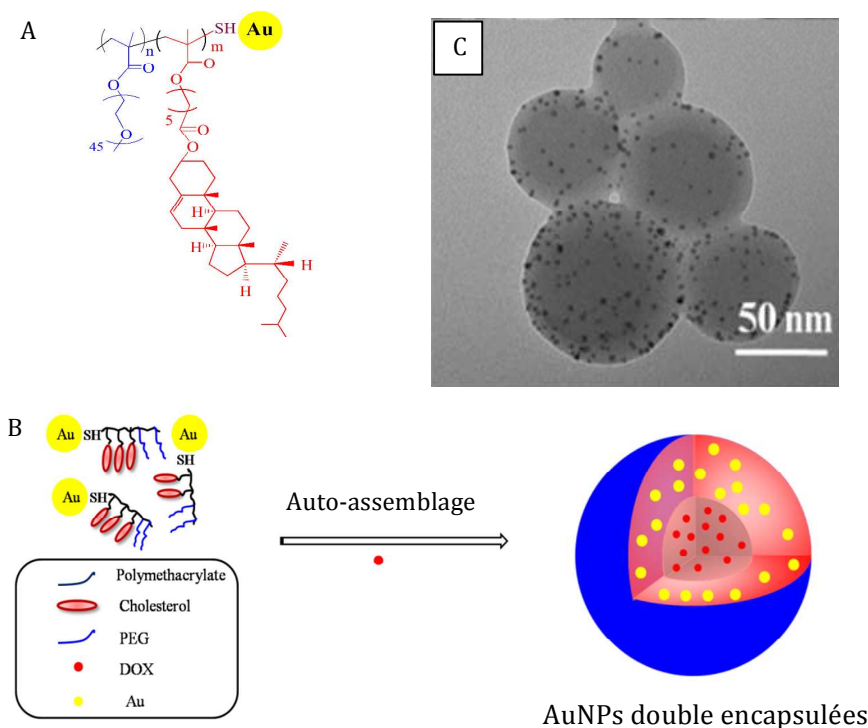 A
n
m
SH
Au
O
O
O
O
5
O
45
O
O
H
H
H
H
C
50 nm
B
Au
SH
Au
SH
Au
SH
Auto-assemblage
Polymethacrylate
Cholesterol
PEG
DOX
Au
AuNPs double encapsulées